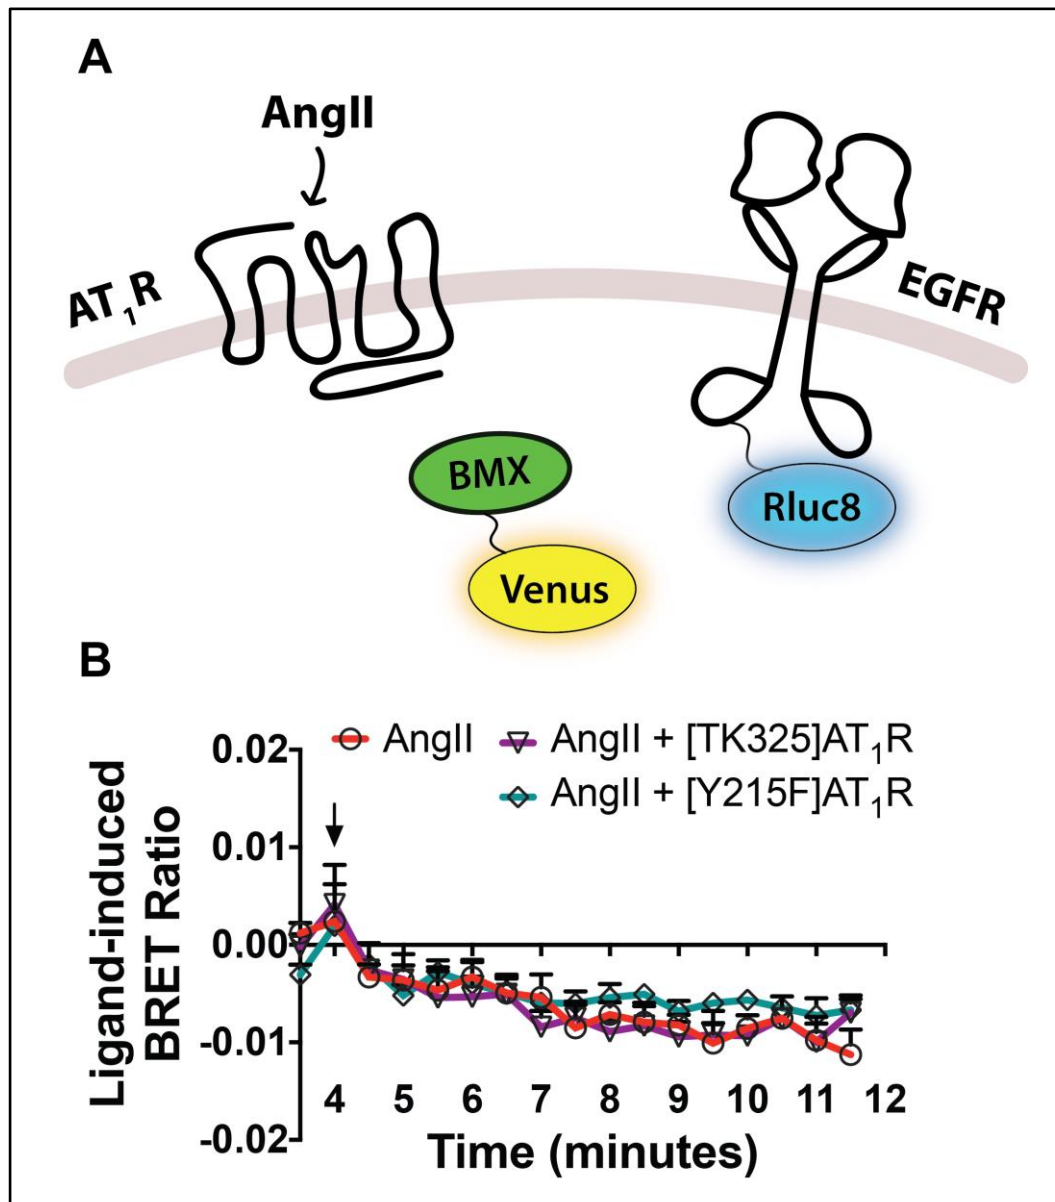 A
AngII
AT₁R
EGFR
BMX
Rluc8
Venus
B
AngII
AngII + [TK325]AT₁R
AngII + [Y215F]AT₁R
Ligand-induced
BRET Ratio
0.02
0.01
0.00
-0.01
-0.02
4 5 6 7 8 9 10 11 12
Time (minutes)